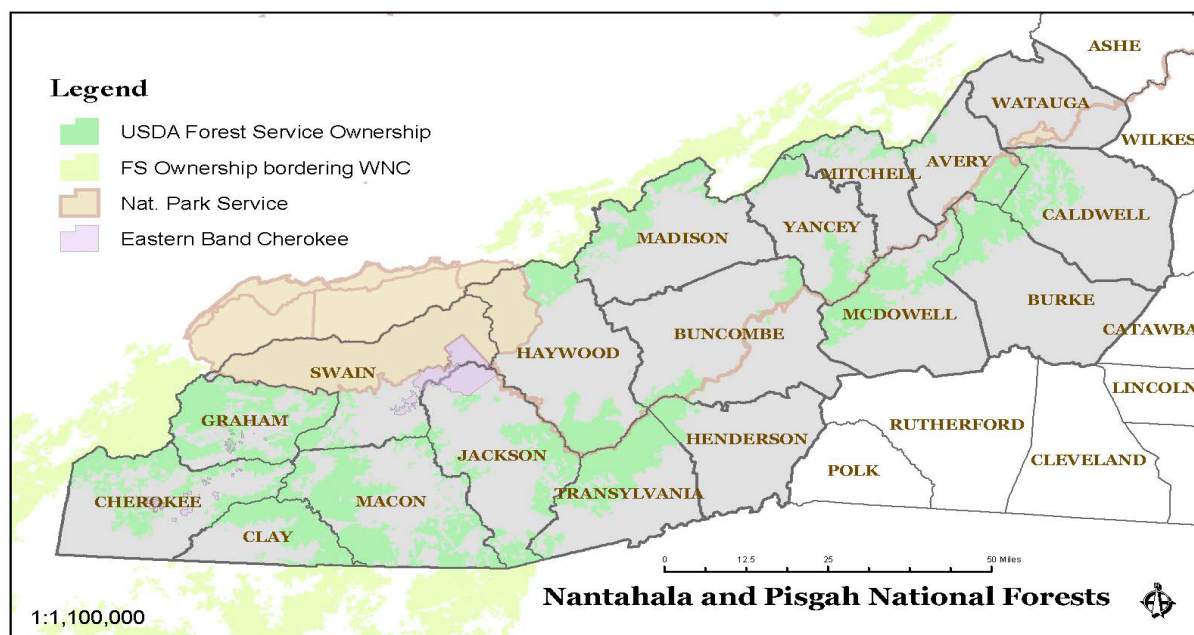 Legend
USDA Forest Service Ownership
FS Ownership bordering WNC
Nat. Park Service
Eastern Band Cherokee
ASHE
WATAUGA
WILKES
AVERY
MITCHELL
CALDWELL
YANCEY
MADISON
BURKE
MCDOWELL
CATAWBA
BUNCOMBE
HAYWOOD
SWAIN
LINCOLN
GRAHAM
RUTHERFORD
HENDERSON
JACKSON
CLEVELAND
POLK
TRANSYLVANIA
CHEROKEE
MACON
CLAY
0 12.5 25 50 Miles
Nantahala and Pisgah National Forests
1:1,100,000